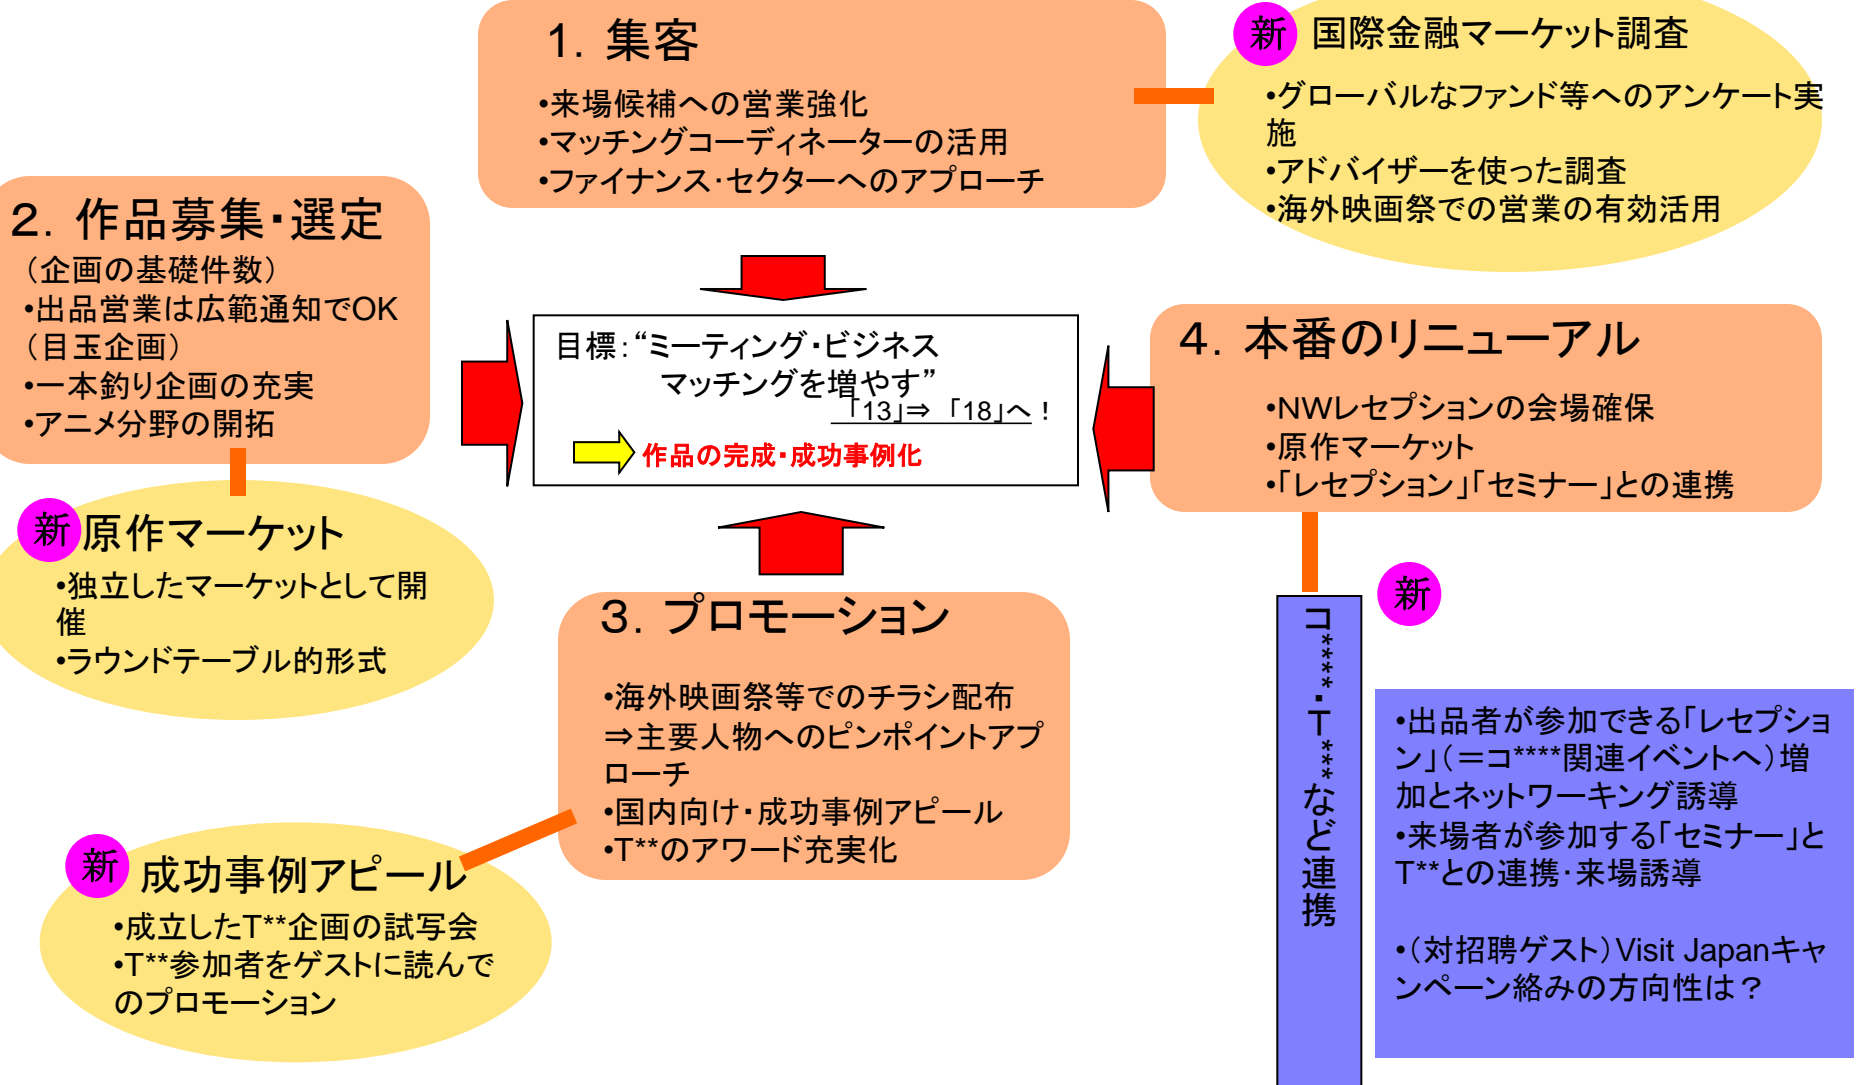 1．集客
•来場候補への営業強化
•マッチングコーディネーターの活用
•ファイナンス･セクターへのアプローチ
新
国際金融マーケット調査
•グローバルなファンド等へのアンケート実
施
•アドバイザーを使った調査
•海外映画祭での営業の有効活用
２．作品募集･選定
（企画の基礎件数）
•出品営業は広範通知でOK
（目玉企画）
•一本釣り企画の充実
•アニメ分野の開拓
目標：“ミーティング･ビジネス
マッチングを増やす”
「13」⇒ 「18」へ！
作品の完成･成功事例化
４．本番のリニューアル
•NWレセプションの会場確保
•原作マーケット
•「レセプション」「セミナー」との連携
新
原作マーケット
•独立したマーケットとして開
催
•ラウンドテーブル的形式
３．プロモーション
•海外映画祭等でのチラシ配布
⇒主要人物へのピンポイントアプ
ローチ
•国内向け･成功事例アピール
•T**のアワード充実化
新
成功事例アピール
•成立したT**企画の試写会
•T**参加者をゲストに読んで
のプロモーション
新
コ****･T***など連携
•出品者が参加できる「レセプショ
ン」（＝コ****関連イベントへ）増
加とネットワーキング誘導
•来場者が参加する「セミナー」と
T**との連携･来場誘導
•（対招聘ゲスト）Visit Japanキャ
ンペーン絡みの方向性は？